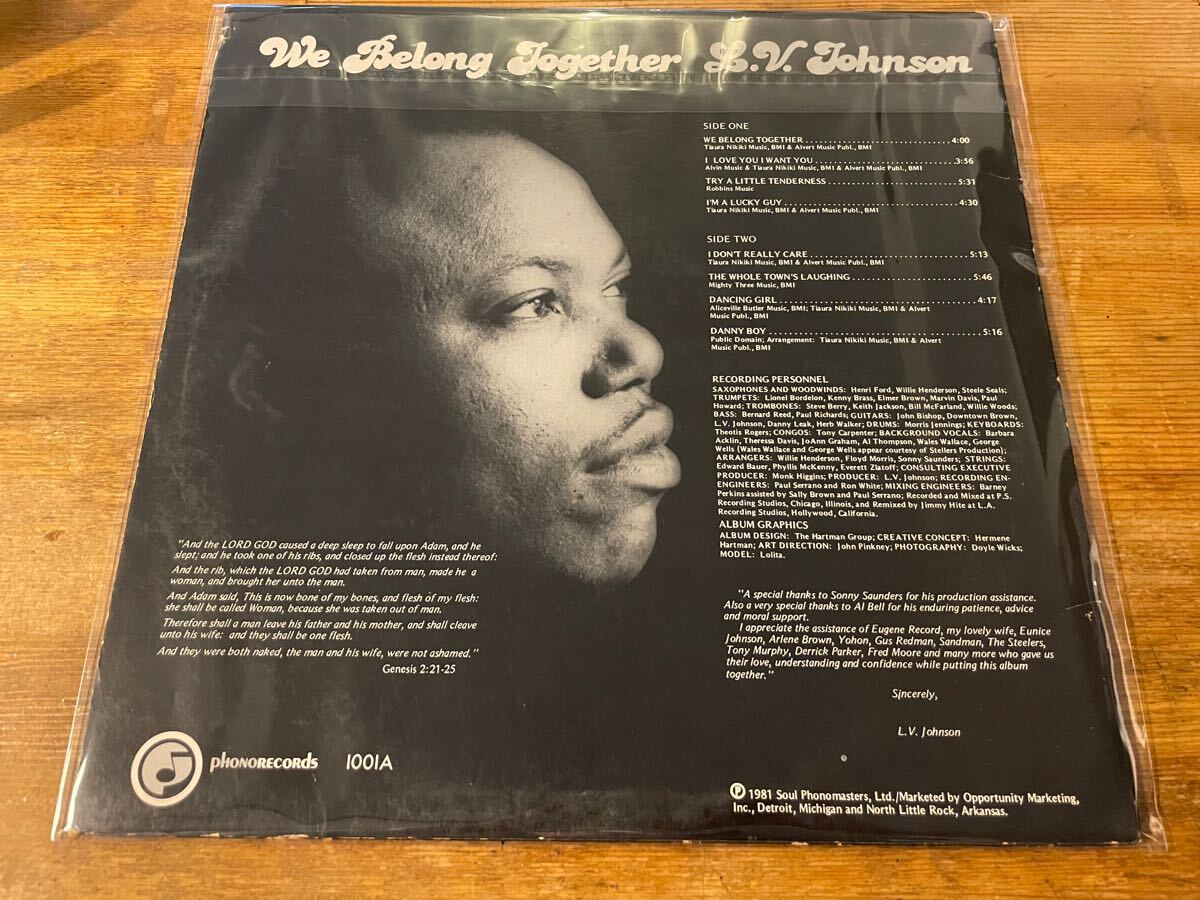 We Belong Together L.V. Johnson
SIDE ONE
WE BELONG TOGETHER..............................4:00
Tiaura Nikiki Music, BMI & Alvert Music Publ., BMI
I LOVE YOU I WANT YOU.............................3:56
Alvin Music & Tiaura Nikiki Music, BMI & Alvert Music Publ., BMI
TRY A LITTLE TENDERNESS...........................5:31
Robbins Music
I'M A LUCKY GUY....................................4:30
Tiaura Nikiki Music, BMI & Alvert Music Publ., BMI
SIDE TWO
I DON'T REALLY CARE.................................5:13
Tiaura Nikiki Music, BMI & Alvert Music Publ., BMI
THE WHOLE TOWN'S LAUGHING.........................5:46
Mighty Three Music, BMI
DANCING GIRL........................................4:17
Aliceville Butler Music, BMI; Tiaura Nikiki Music, BMI & Alvert
Music Publ., BMI
DANNY BOY...........................................5:16
Public Domain; Arrangement: Tiaura Nikiki Music, BMI & Alvert
Music Publ., BMI
RECORDING PERSONNEL
SAXOPHONES AND WOODWINDS: Henri Ford, Willie Henderson, Steele Seals;
TRUMPETS: Lionel Bordelon, Kenny Brass, Elmer Brown, Marvin Davis, Paul
Howard; TROMBONES: Steve Berry, Keith Jackson, Bill McFarland, Willie Woods;
BASS: Bernard Reed, Paul Richards; GUITARS: John Bishop, Downtown Brown,
L.V. Johnson, Danny Leak, Herb Walker; DRUMS: Morris Jennings; KEYBOARDS:
Theotis Rogers; CONGOS: Tony Carpenter; BACKGROUND VOCALS: Barbara
Acklin, Theressa Davis, JoAnn Graham, Al Thompson, Wales Wallace, George
Wells (Wales Wallace and George Wells appear courtesy of Stellers Production);
ARRANGERS: Willie Henderson, Floyd Morris, Sonny Saunders; STRINGS:
Edward Bauer, Phyllis McKenny, Everett Zlatoff; CONSULTING EXECUTIVE
PRODUCER: Monk Higgins; PRODUCER: L.V. Johnson; RECORDING EN-
GINEERS: Paul Serrano and Ron White; MIXING ENGINEERS: Barney
Perkins assisted by Sally Brown and Paul Serrano; Recorded and Mixed at P.S.
Recording Studios, Chicago, Illinois, and Remixed by Jimmy Hite at L.A.
Recording Studios, Hollywood, California.
ALBUM GRAPHICS
ALBUM DESIGN: The Hartman Group; CREATIVE CONCEPT: Hermene
Hartman; ART DIRECTION: John Pinkney; PHOTOGRAPHY: Doyle Wicks;
MODEL: Lolita.
"A special thanks to Sonny Saunders for his production assistance.
Also a very special thanks to Al Bell for his enduring patience, advice
and moral support.
I appreciate the assistance of Eugene Record, my lovely wife, Eunice
Johnson, Arlene Brown, Yohon, Gus Redman, Sandman, The Steelers,
Tony Murphy, Derrick Parker, Fred Moore and many more who gave us
their love, understanding and confidence while putting this album
together."
Sincerely,
L.V. Johnson
"And the LORD GOD caused a deep sleep to fall upon Adam, and he
slept; and he took one of his ribs, and closed up the flesh instead thereof:
And the rib, which the LORD GOD had taken from man, made he a
woman, and brought her unto the man.
And Adam said, This is now bone of my bones, and flesh of my flesh:
she shall be called Woman, because she was taken out of man.
Therefore shall a man leave his father and his mother, and shall cleave
unto his wife: and they shall be one flesh.
And they were both naked, the man and his wife, were not ashamed."
Genesis 2:21-25
phonoRECORDS 1001A
℗ 1981 Soul Phonomasters, Ltd./Marketed by Opportunity Marketing,
Inc., Detroit, Michigan and North Little Rock, Arkansas.